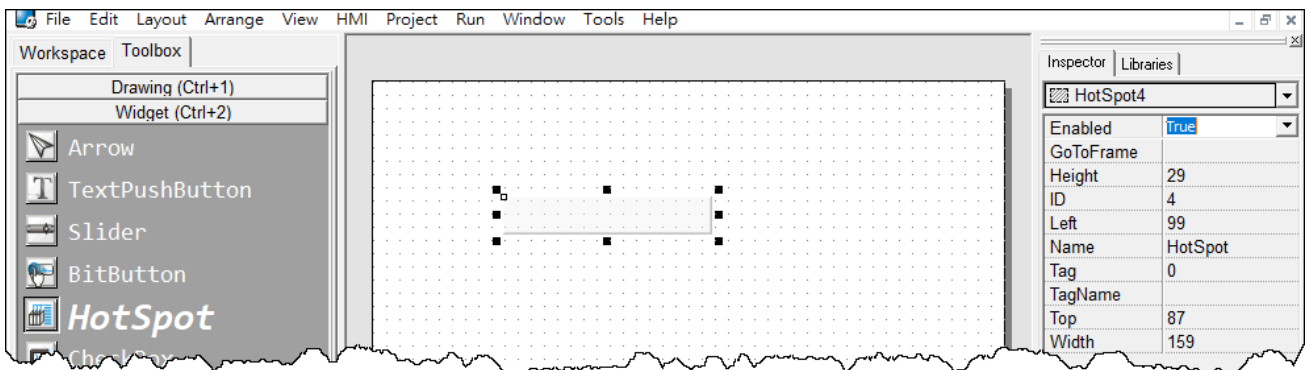 File Edit Layout Arrange View HMI Project Run Window Tools Help
Workspace Toolbox
Drawing (Ctrl+1)
Widget (Ctrl+2)
Arrow
TextPushButton
Slider
BitButton
HotSpot
CheckBox
Inspector Libraries
HotSpot4
Enabled True
GoToFrame
Height 29
ID 4
Left 99
Name HotSpot
Tag 0
TagName
Top 87
Width 159